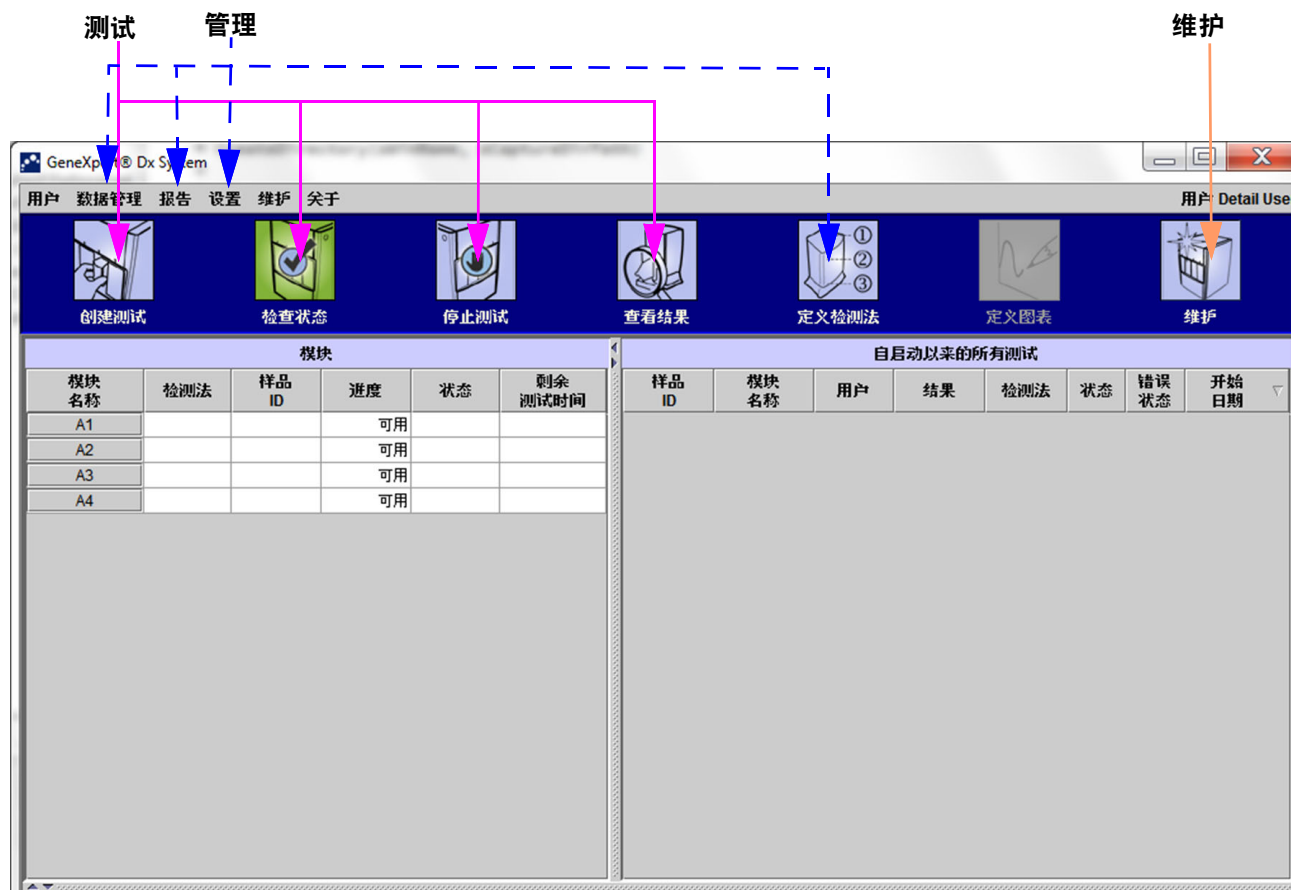 测试
管理
维护
GeneXpert® Dx System
用户 数据管理 报告 设置 维护 关于
用户 Detail Use
①
②
③
创建测试
检查状态
停止测试
查看结果
定义检测法
定义图表
维护
模块
自启动以来的所有测试
模块
名称
检测法
样品
ID
进度
状态
剩余
测试时间
样品
ID
模块
名称
用户
结果
检测法
状态
错误
状态
开始
日期
A1 可用
A2 可用
A3 可用
A4 可用